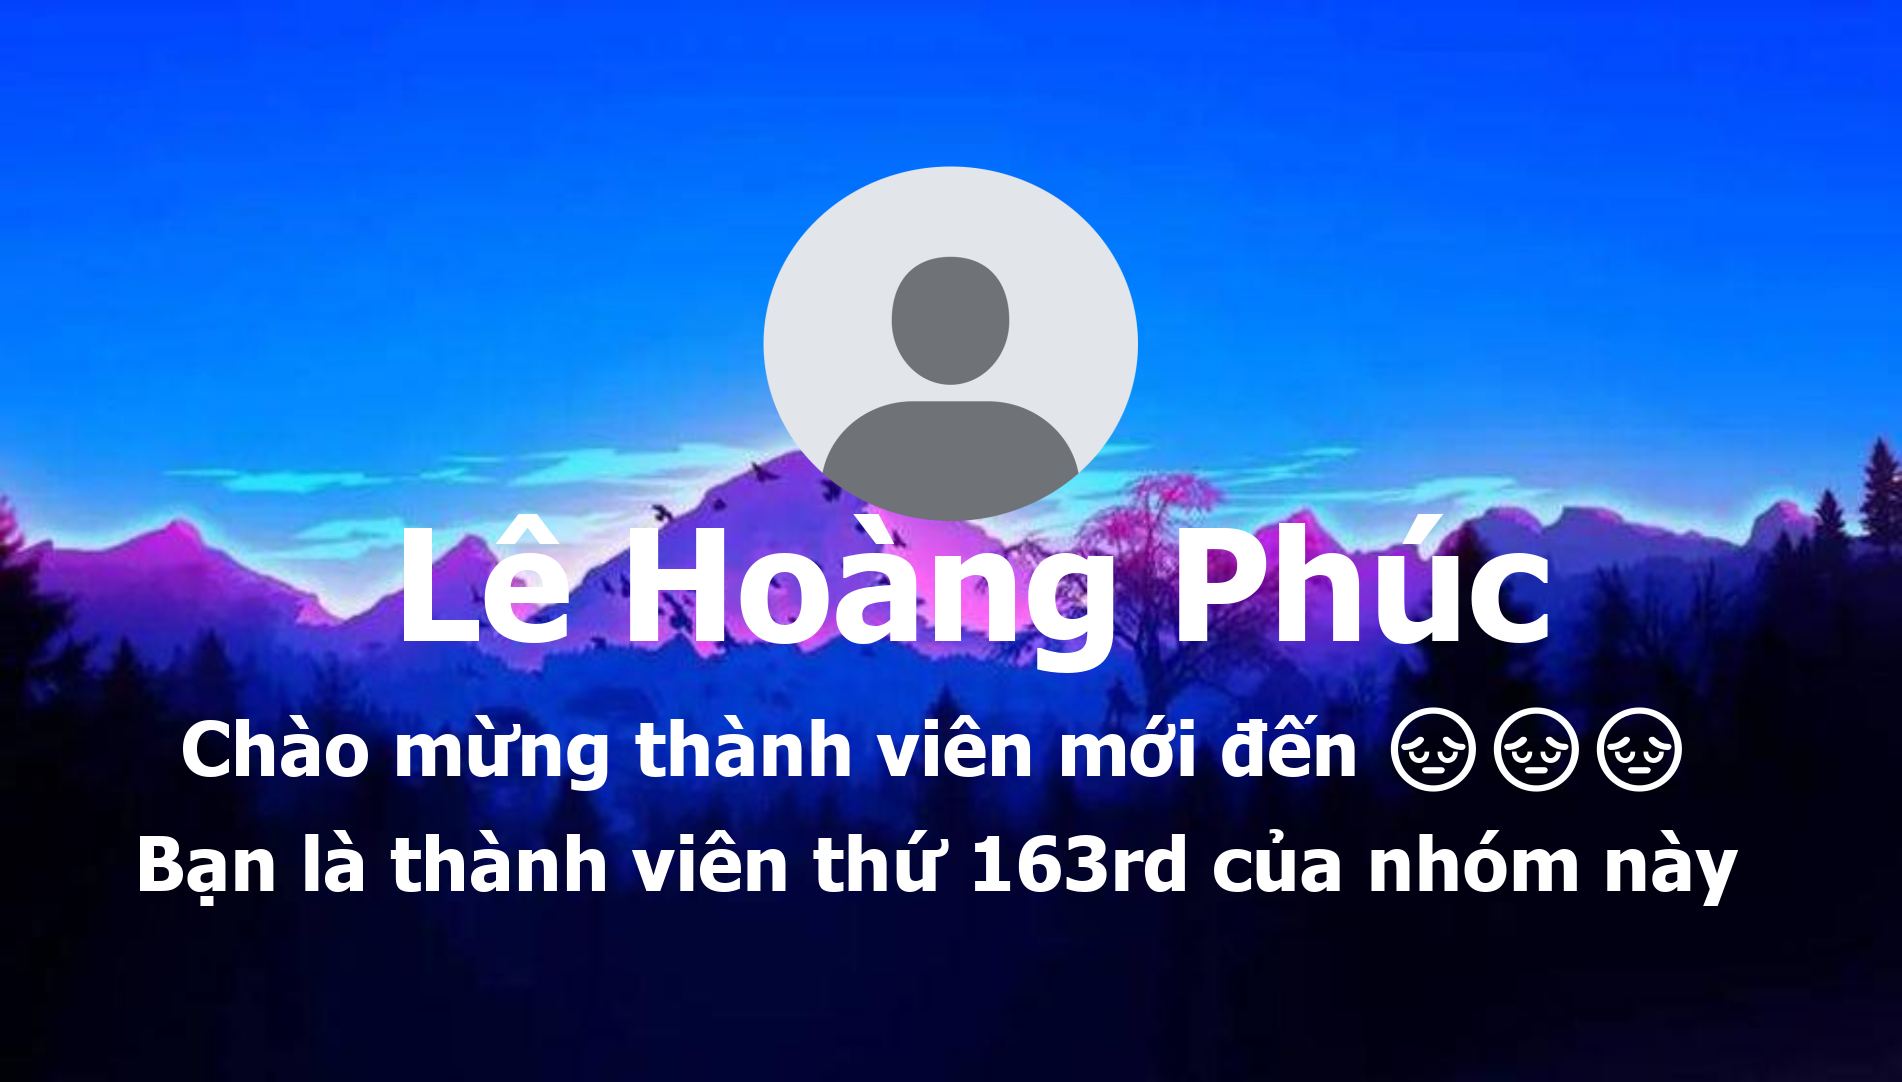 Lê Hoàng Phúc
Chào mừng thành viên mới đến 😔😔😔
Bạn là thành viên thứ 163rd của nhóm này